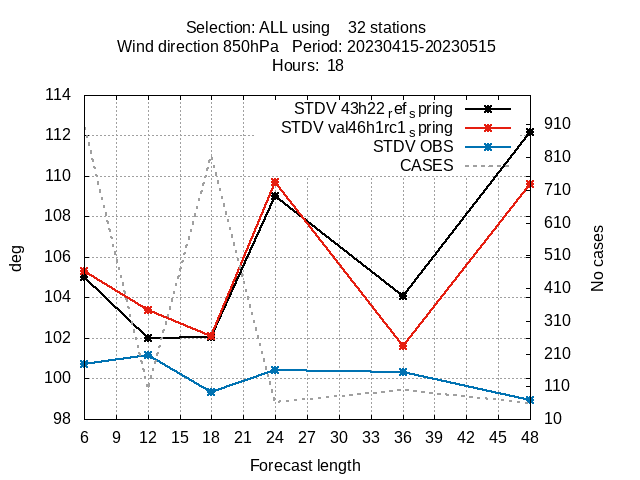 Selection: ALL using 32 stations
Wind direction 850hPa Period: 20230415-20230515
Hours: 18
STDV 43h22refspring
STDV val46h1rc1spring
STDV OBS
CASES
114
112
110
108
106
104
102
100
98
deg
910
810
710
610
510
410
310
210
110
10
No cases
6 9 12 15 18 21 24 27 30 33 36 39 42 45 48
Forecast length